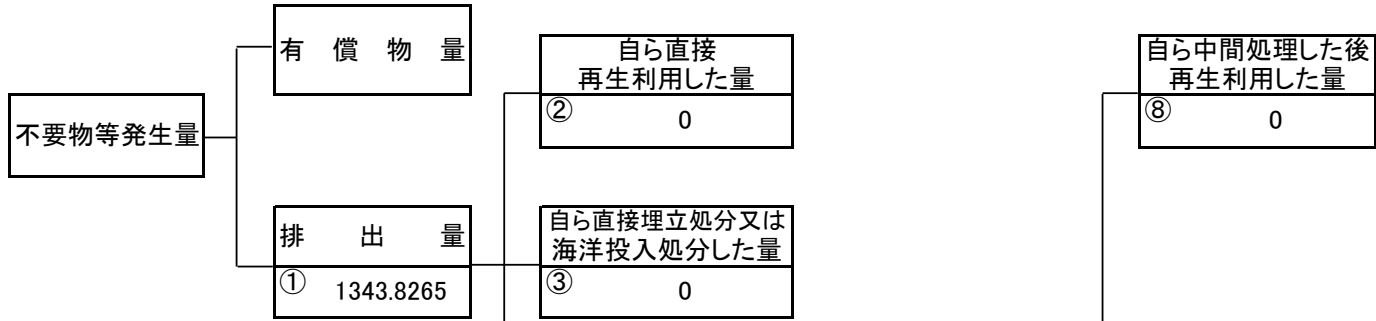 有償物量
自ら直接
再生利用した量
② 0
自ら中間処理した後
再生利用した量
⑧ 0
不要物等発生量
排出量
① 1343.8265
自ら直接埋立処分又は
海洋投入処分した量
③ 0